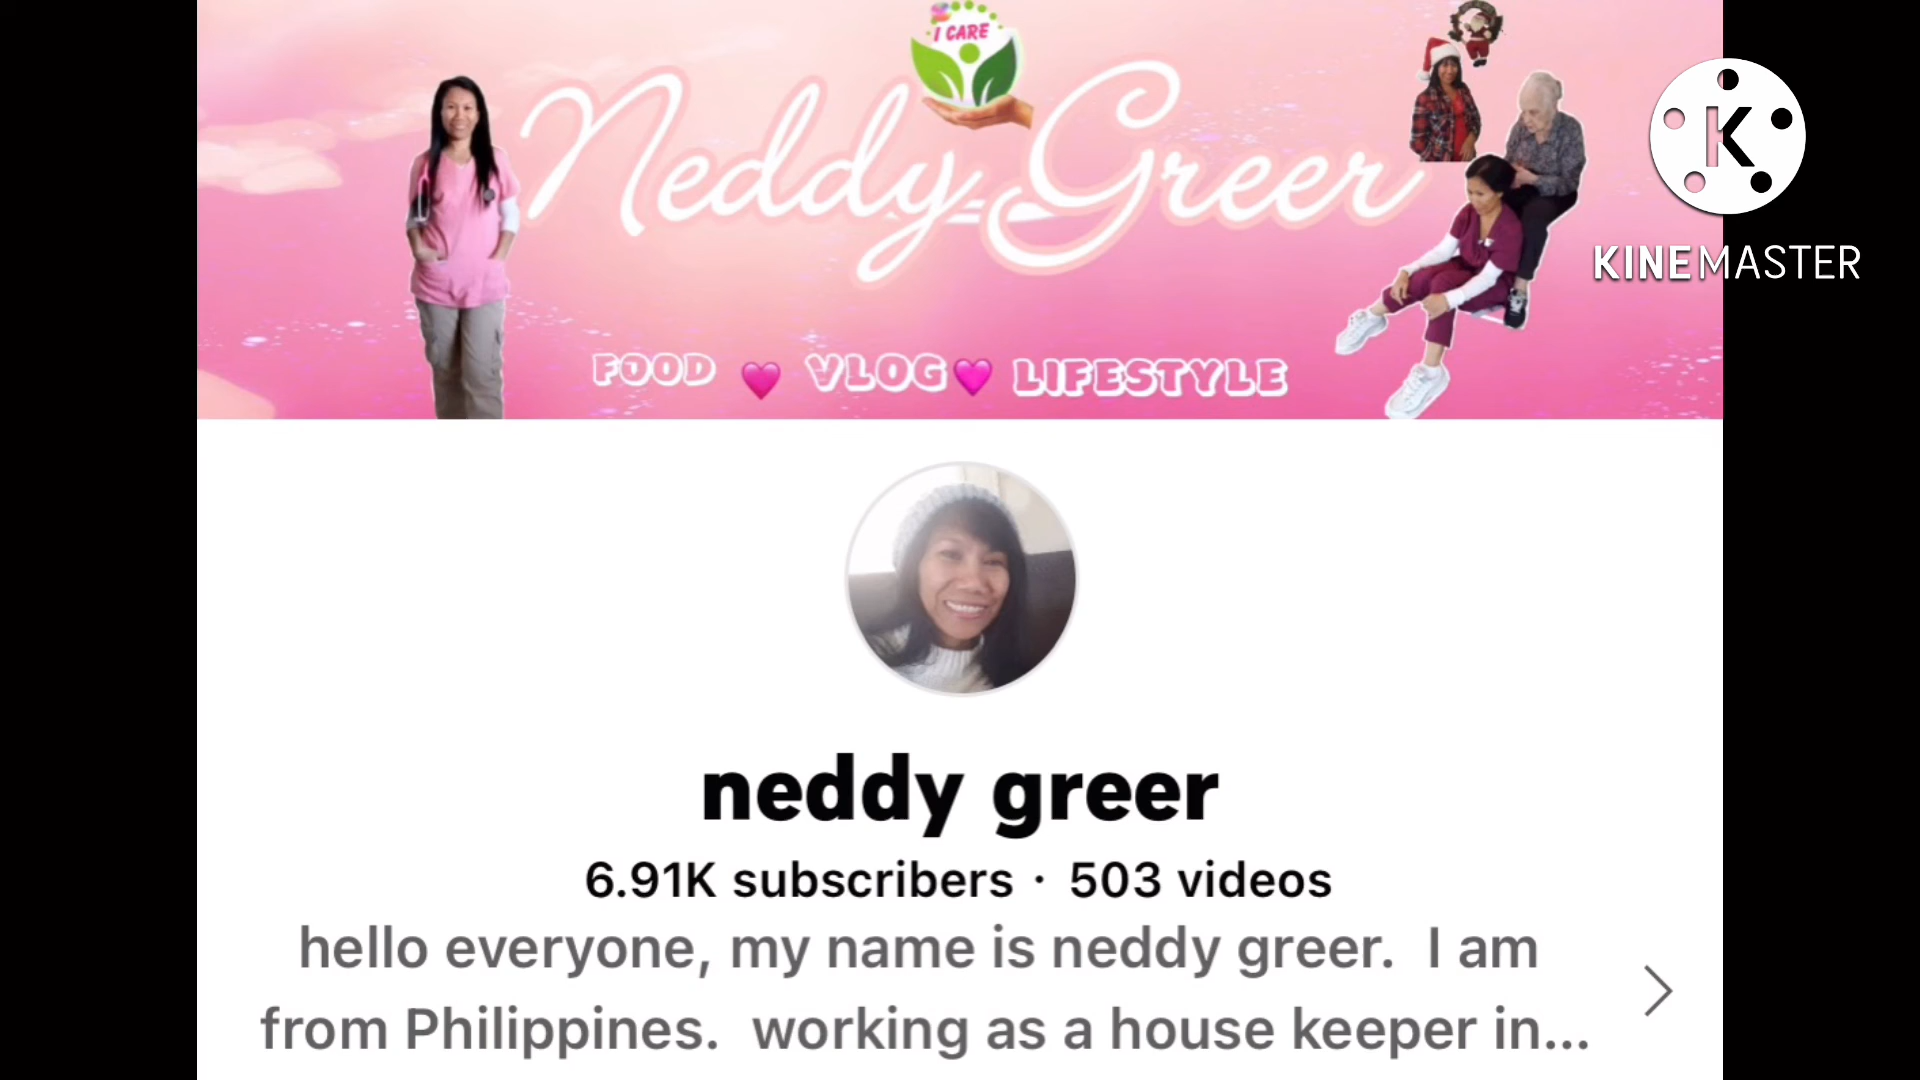 I CARE
Neddy Greer
FOOD VLOG LIFESTYLE
K
KINEMASTER
neddy greer
6.91K subscribers · 503 videos
hello everyone, my name is neddy greer. I am
from Philippines. working as a house keeper in...